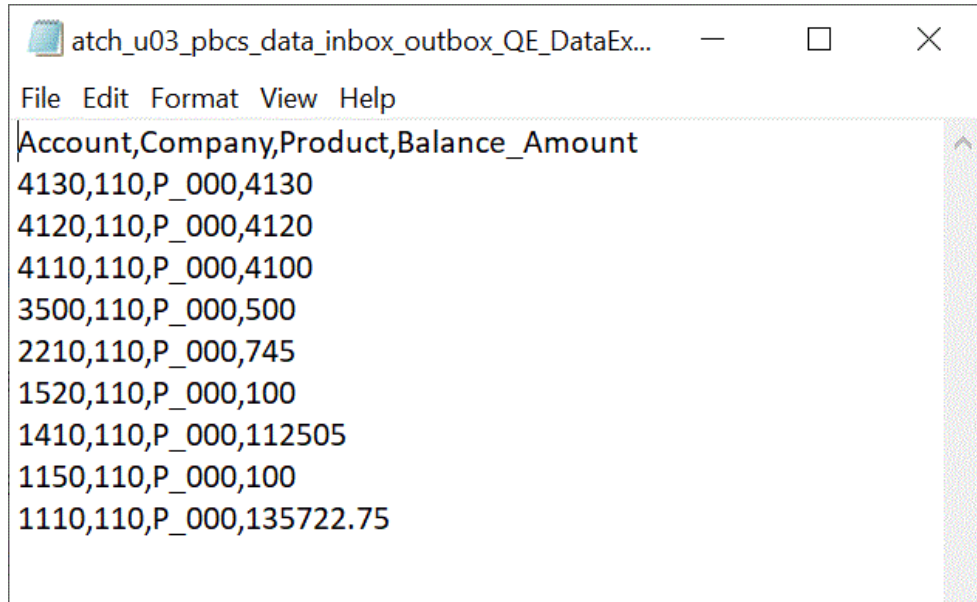 atch_u03_pbcs_data_inbox_outbox_QE_DataEx...
File Edit Format View Help
Account,Company,Product,Balance_Amount
4130,110,P_000,4130
4120,110,P_000,4120
4110,110,P_000,4100
3500,110,P_000,500
2210,110,P_000,745
1520,110,P_000,100
1410,110,P_000,112505
1150,110,P_000,100
1110,110,P_000,135722.75